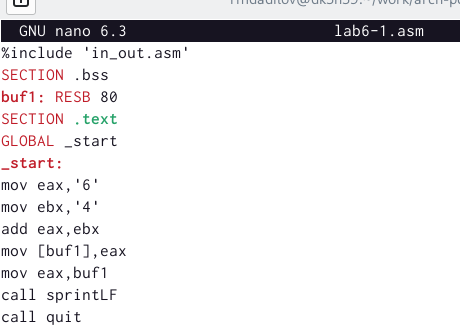 GNU nano 6.3 lab6-1.asm
%include 'in_out.asm'
SECTION .bss
buf1: RESB 80
SECTION .text
GLOBAL _start
_start:
mov eax,'6'
mov ebx,'4'
add eax,ebx
mov [buf1],eax
mov eax,buf1
call sprintLF
call quit